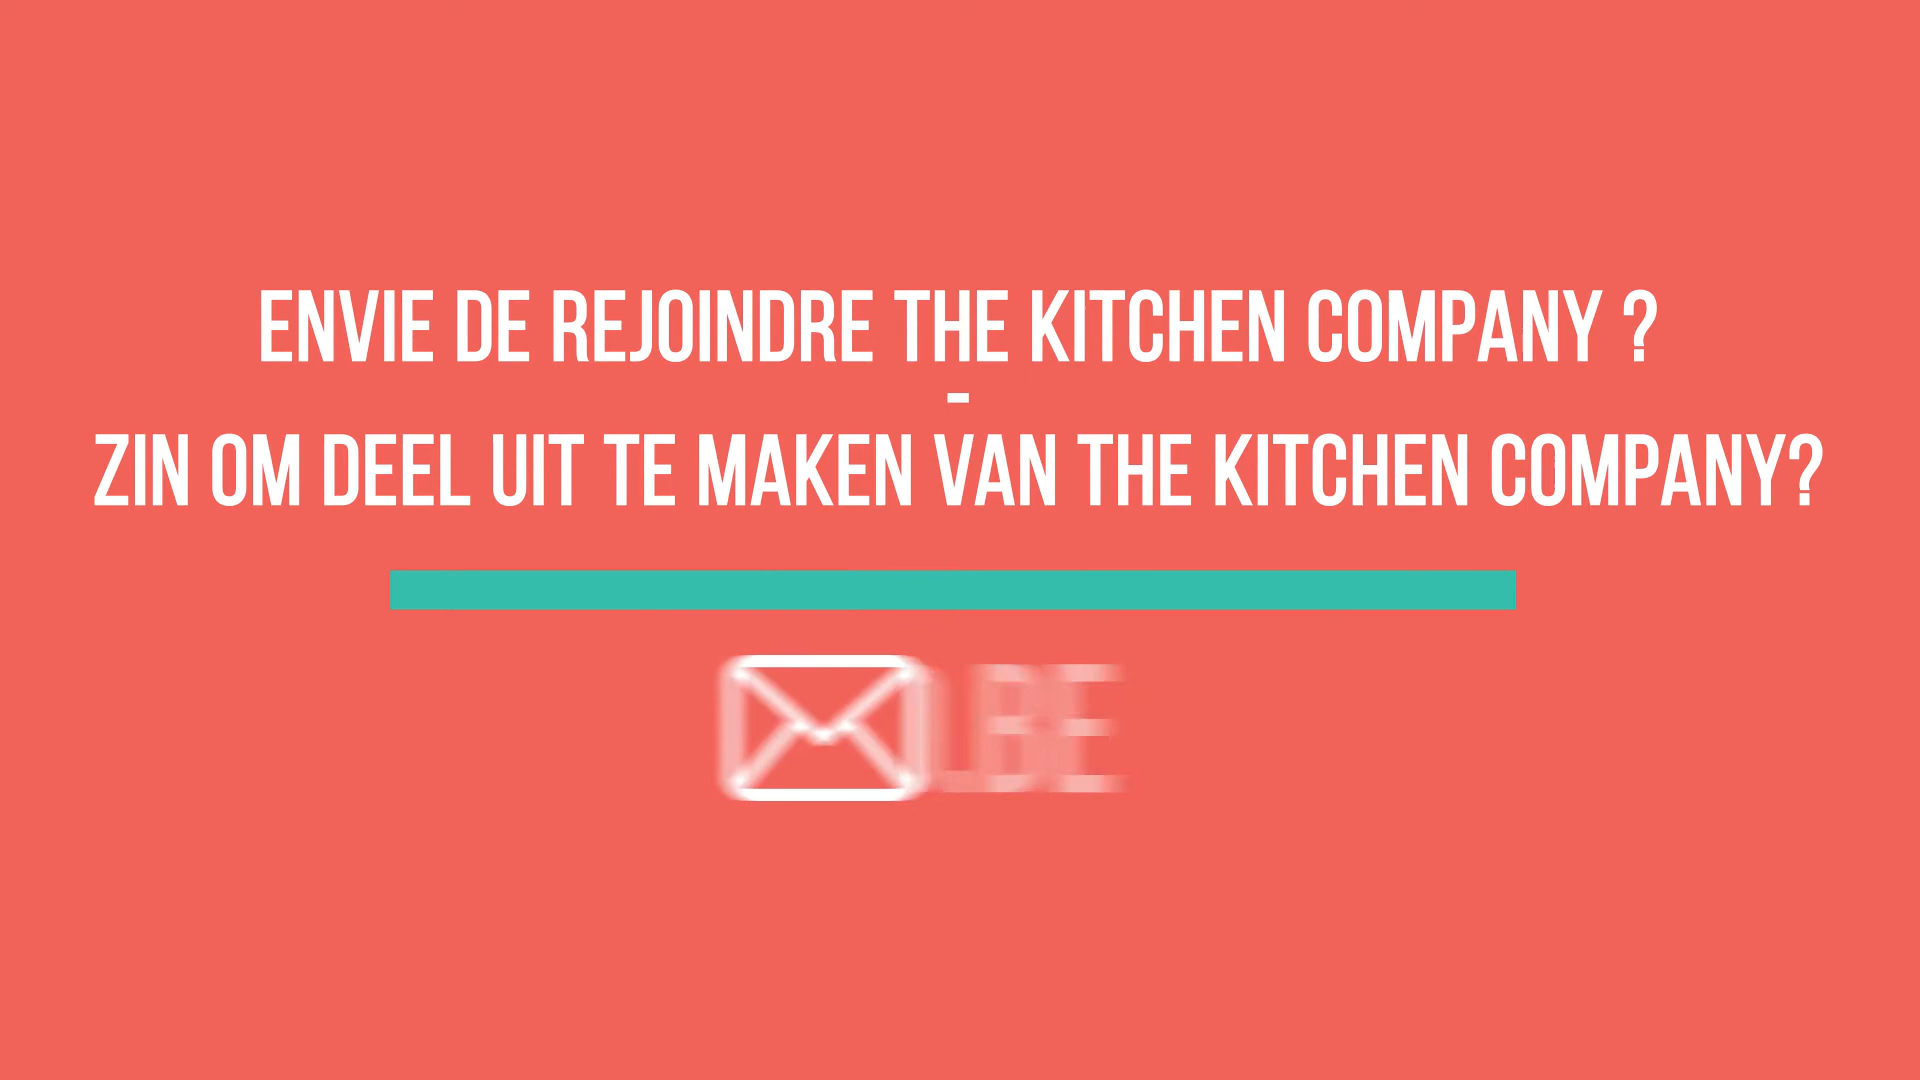 ENVIE DE REJOINDRE THE KITCHEN COMPANY ?
-
ZIN OM DEEL UIT TE MAKEN VAN THE KITCHEN COMPANY?